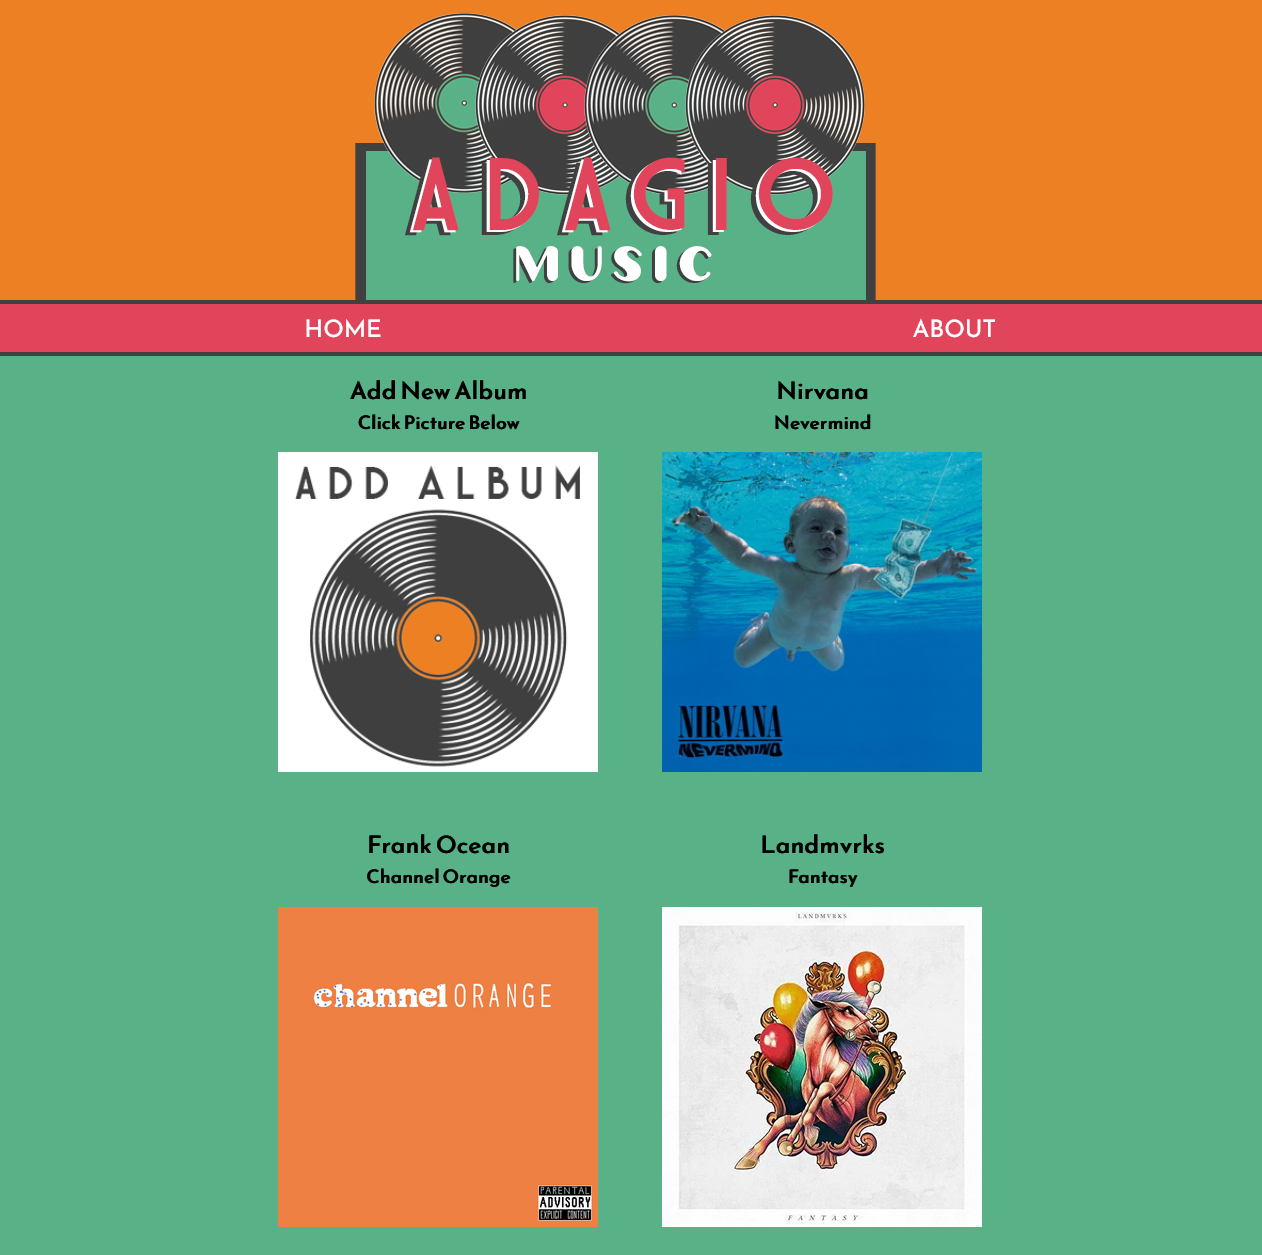 ADAGIO
MUSIC
HOME
ABOUT
Add New Album
Click Picture Below
Nirvana
Nevermind
ADD ALBUM
NIRVANA
NEVERMIND
Frank Ocean
Channel Orange
Landmvrks
Fantasy
channel ORANGE
PARENTAL
ADVISORY
EXPLICIT CONTENT
LANDMVRKS
FANTASY